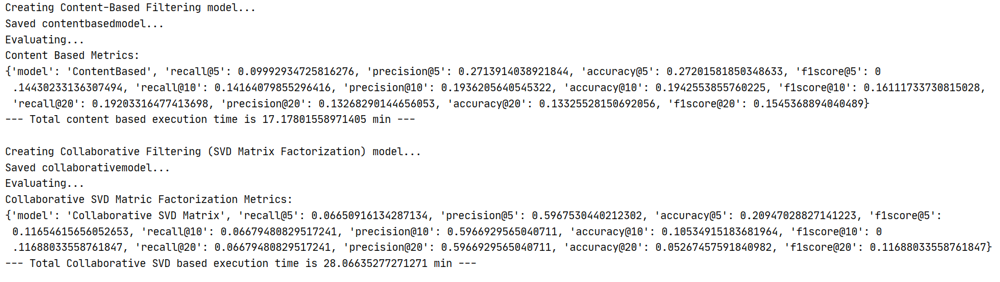 Creating Content-Based Filtering model...
Saved contentbasedmodel...
Evaluating...
Content Based Metrics:
{'model': 'ContentBased', 'recall@5': 0.09992934725816276, 'precision@5': 0.2713914038921844, 'accuracy@5': 0.27201581850348633, 'f1score@5': 0
.14430233136307494, 'recall@10': 0.14164079855296416, 'precision@10': 0.1936205640545322, 'accuracy@10': 0.1942553855760225, 'f1score@10': 0.16111733730815028,
'recall@20': 0.19203316477413698, 'precision@20': 0.13268290144656053, 'accuracy@20': 0.13325528150692056, 'f1score@20': 0.1545368894040489}
--- Total content based execution time is 17.17801558971405 min ---
Creating Collaborative Filtering (SVD Matrix Factorization) model...
Saved collaborativemodel...
Evaluating...
Collaborative SVD Matric Factorization Metrics:
{'model': 'Collaborative SVD Matrix', 'recall@5': 0.06650916134287134, 'precision@5': 0.5967530440212302, 'accuracy@5': 0.20947028827141223, 'f1score@5':
0.11654615656052653, 'recall@10': 0.06679480829517241, 'precision@10': 0.5966929565040711, 'accuracy@10': 0.10534915183681964, 'f1score@10': 0
.11688033558761847, 'recall@20': 0.06679480829517241, 'precision@20': 0.5966929565040711, 'accuracy@20': 0.05267457591840982, 'f1score@20': 0.11688033558761847}
--- Total Collaborative SVD based execution time is 28.06635277271271 min ---